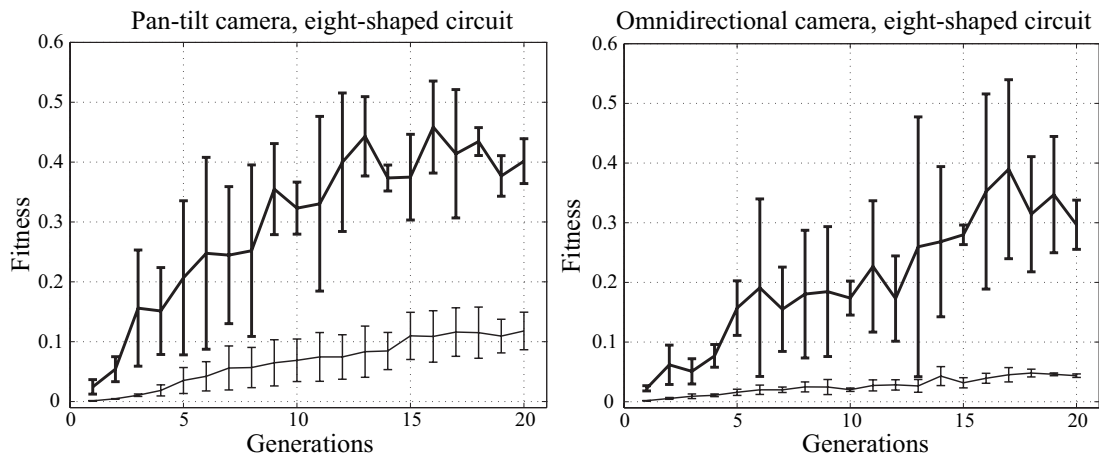 Pan-tilt camera, eight-shaped circuit
0.6
0.5
0.4
0.3
0.2
0.1
0
Fitness
0 5 10 15 20
Generations
Omnidirectional camera, eight-shaped circuit
0.6
0.5
0.4
0.3
0.2
0.1
0
Fitness
0 5 10 15 20
Generations